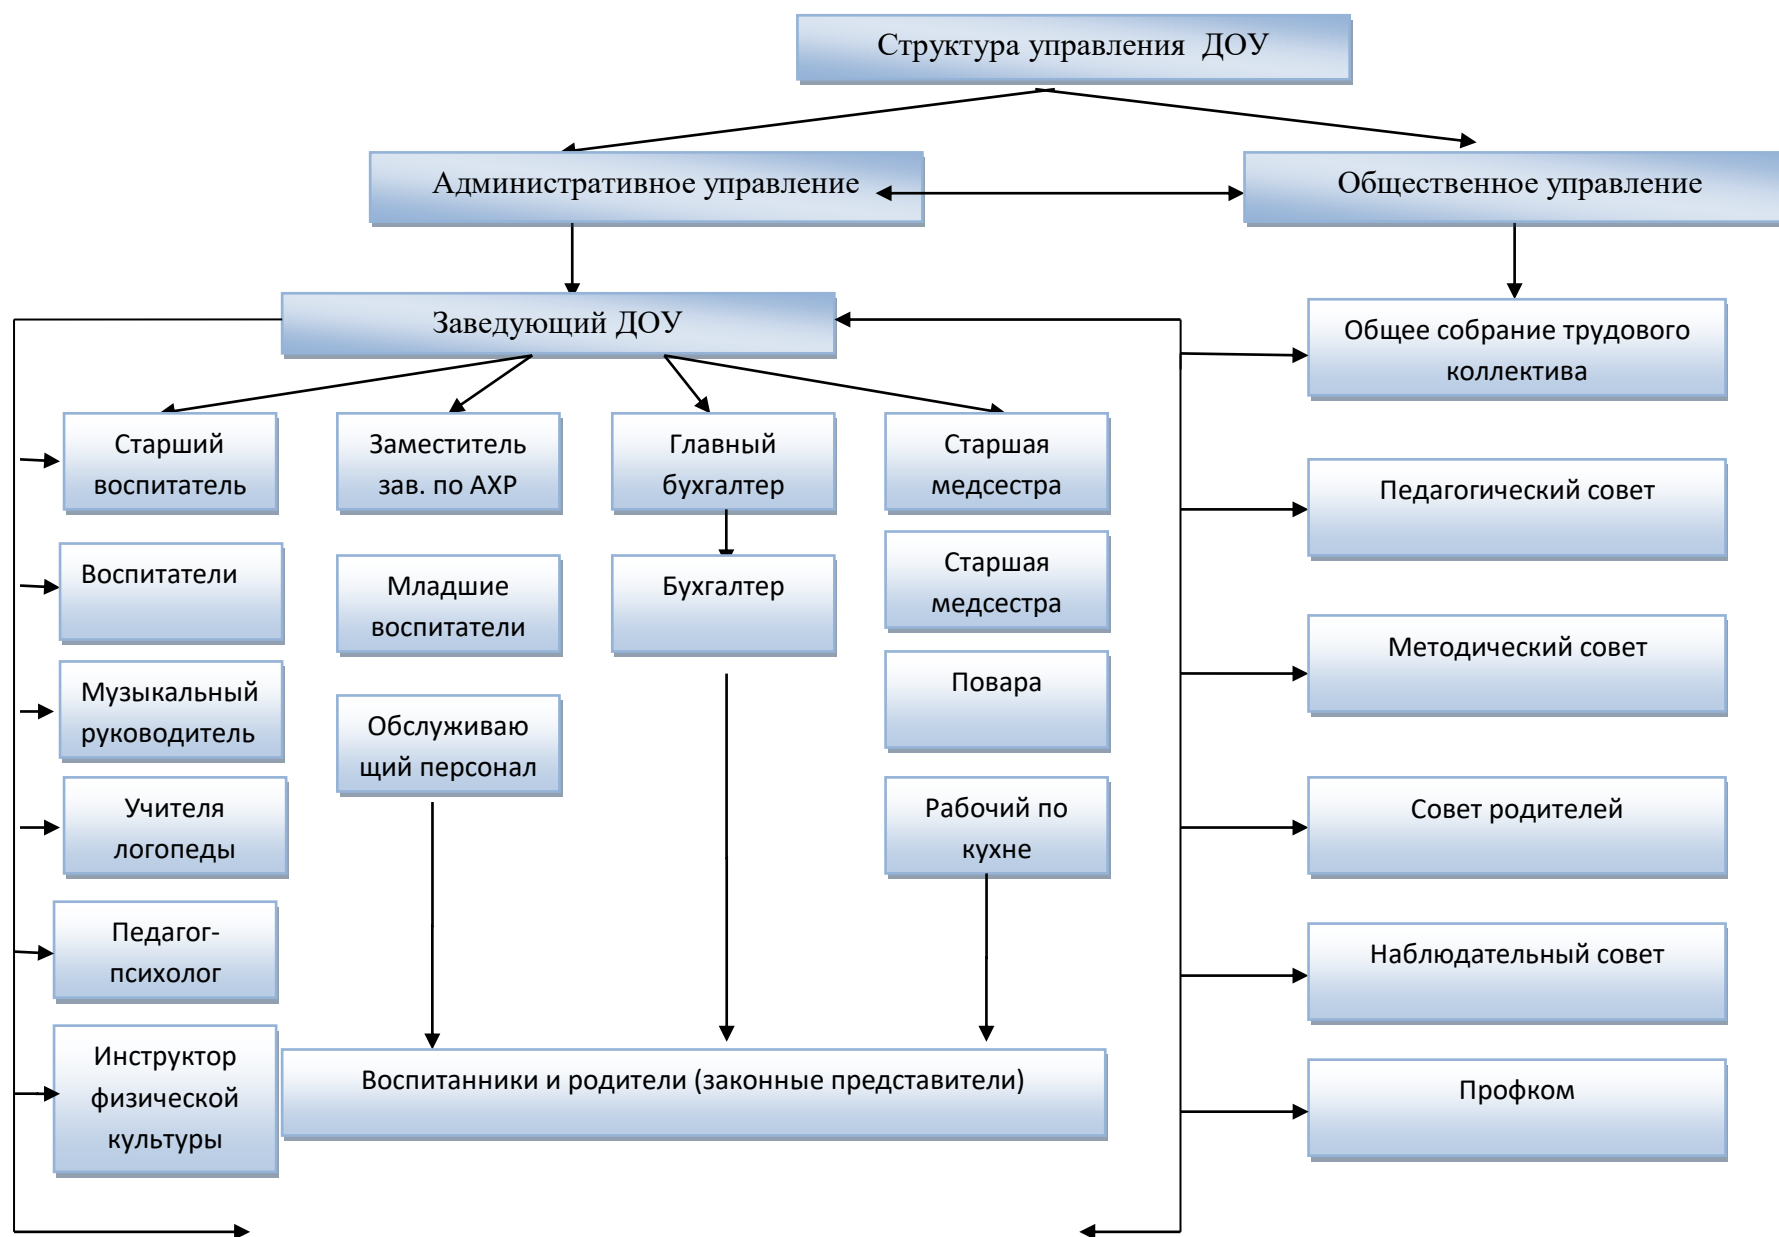 Структура управления ДОУ
Административное управление
Общественное управление
Заведующий ДОУ
Общее собрание трудового
коллектива
Старший
воспитатель
Заместитель
зав. по АХР
Главный
бухгалтер
Старшая
медсестра
Педагогический совет
Воспитатели
Младшие
воспитатели
Бухгалтер
Старшая
медсестра
Методический совет
Музыкальный
руководитель
Обслуживаю
щий персонал
Повара
Учителя
логопеды
Рабочий по
кухне
Совет родителей
Педагог-
психолог
Наблюдательный совет
Инструктор
физической
культуры
Воспитанники и родители (законные представители)
Профком